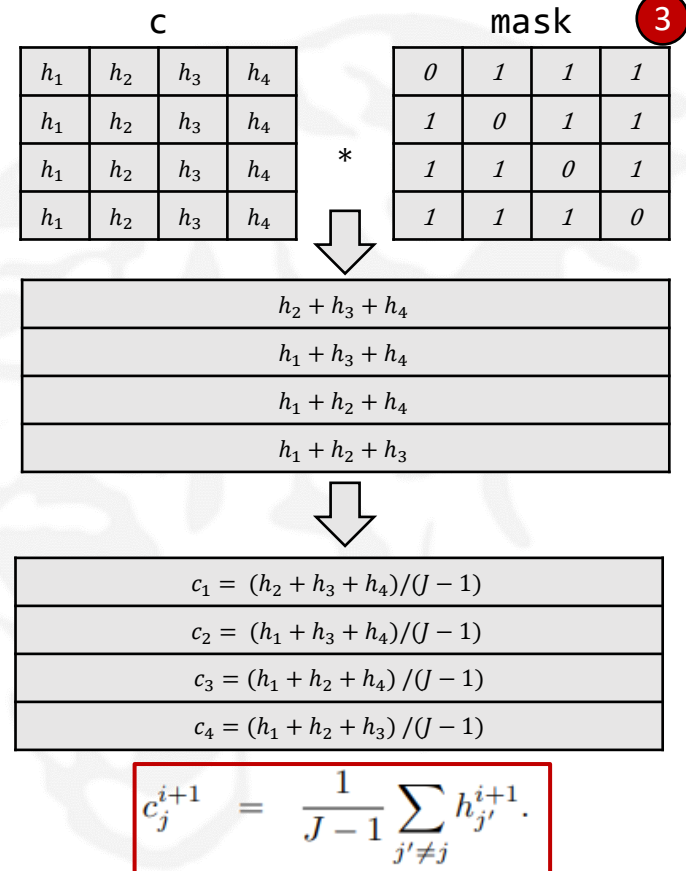 c mask 3
h₁ h₂ h₃ h₄ 0 1 1 1
h₁ h₂ h₃ h₄ 1 0 1 1
*
h₁ h₂ h₃ h₄ 1 1 0 1
h₁ h₂ h₃ h₄ 1 1 1 0
h₂ + h₃ + h₄
h₁ + h₃ + h₄
h₁ + h₂ + h₄
h₁ + h₂ + h₃
c₁ = (h₂ + h₃ + h₄)/(J − 1)
c₂ = (h₁ + h₃ + h₄)/(J − 1)
c₃ = (h₁ + h₂ + h₄) /(J − 1)
c₄ = (h₁ + h₂ + h₃) /(J − 1)
c_j^{i+1} = \frac{1}{J − 1} \sum_{j'≠j} h_{j'}^{i+1}.